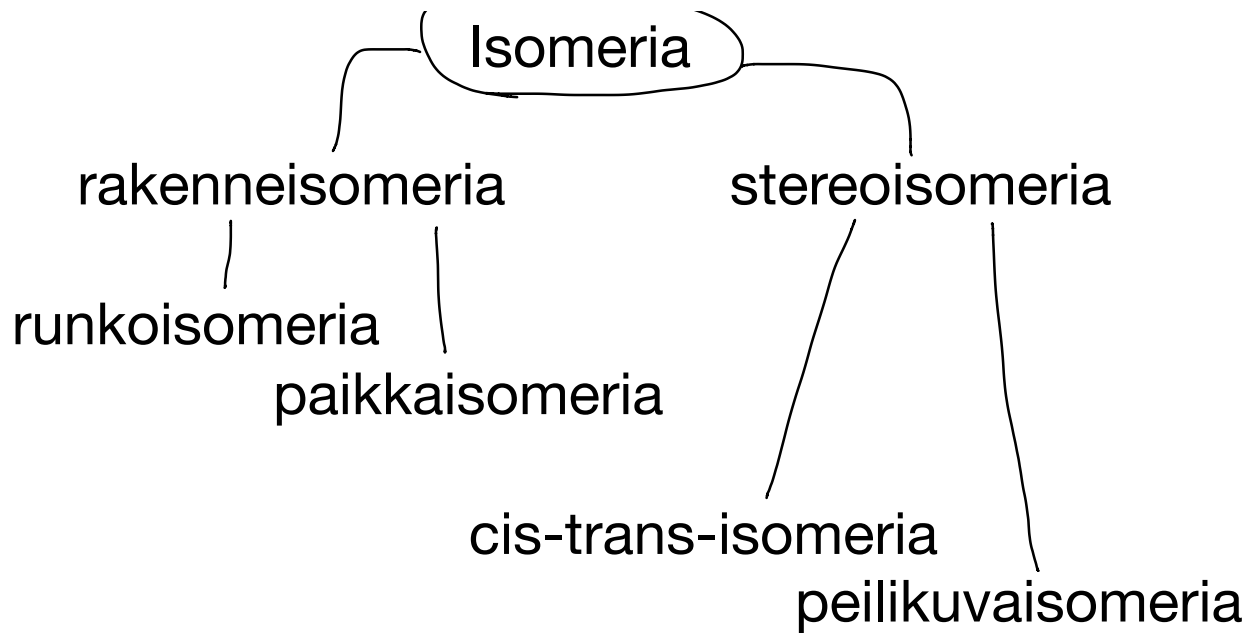 Isomeria
rakenneisomeria
stereoisomeria
runkoisomeria
paikkaisomeria
cis-trans-isomeria
peilikuvaisomeria